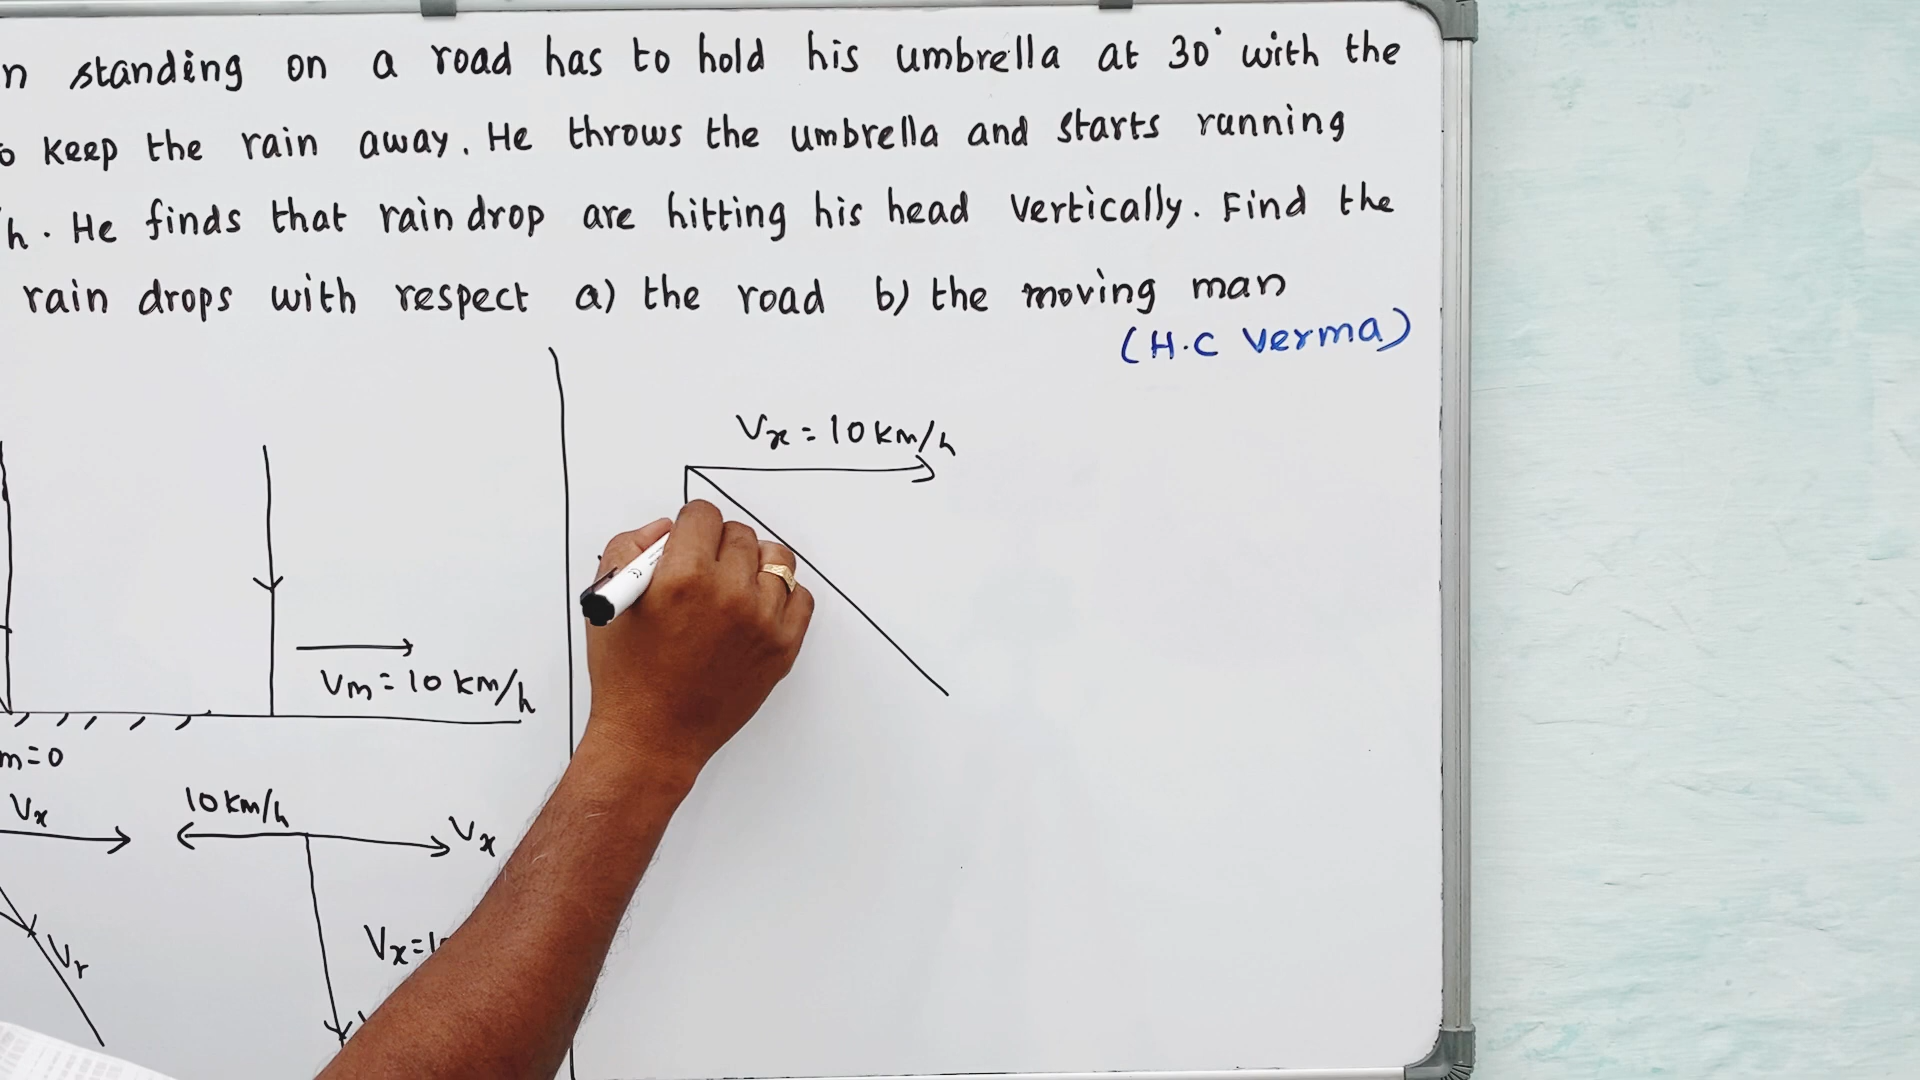 n standing on a road has to hold his umbrella at 30° with the
o keep the rain away. He throws the umbrella and starts running
h. He finds that rain drop are hitting his head vertically. Find the
rain drops with respect a) the road b) the moving man
(H.C Verma)
Vx = 10 km/h
Vm = 10 km/h
m=0
Vx
10 km/h
Vx
Vx=1
Vr